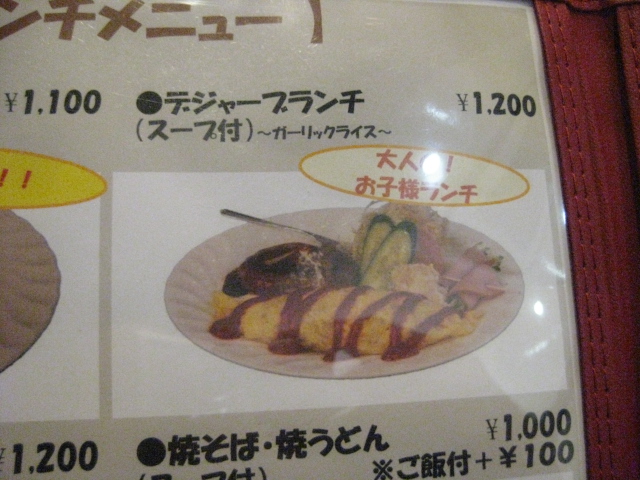 ンチメニュー】
¥1,100
●デジャーブランチ ¥1,200
(スープ付)~ガーリックライス~
!!
大人の!
お子様ランチ
¥1,200
●焼そば・焼うどん ¥1,000
※ご飯付+¥100